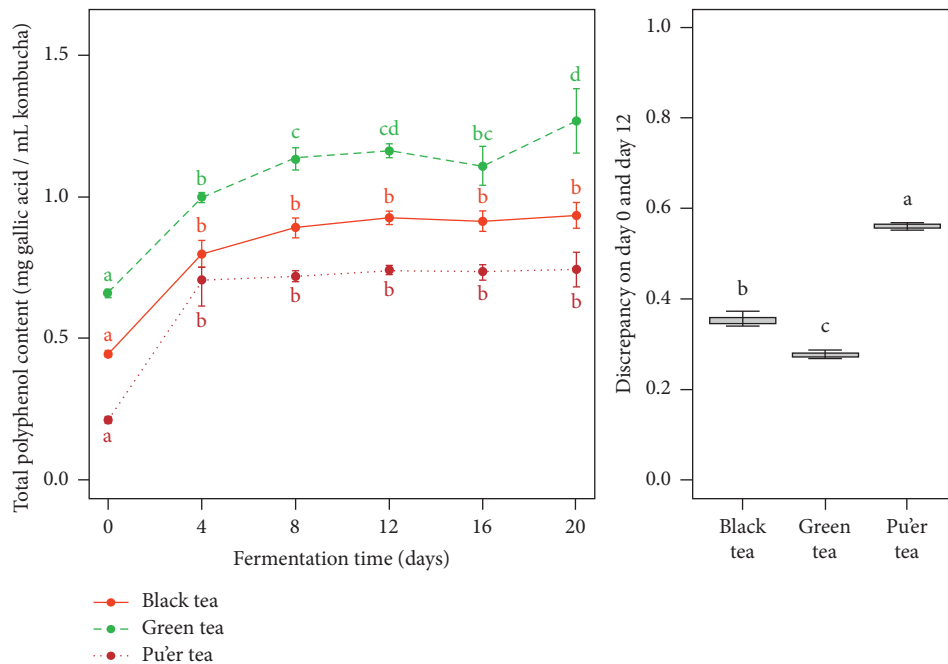 Total polyphenol content (mg gallic acid / mL kombucha)
1.5
1.0
0.5
0.0
a
b
c
cd
bc
d
a
b
b
b
b
b
a
b
b
b
b
b
0
4
8
12
16
20
Fermentation time (days)
Black tea
Green tea
Pu'er tea
Discrepancy on day 0 and day 12
1.0
0.8
0.6
0.4
0.2
0.0
b
c
a
Black
tea
Green
tea
Pu'er
tea